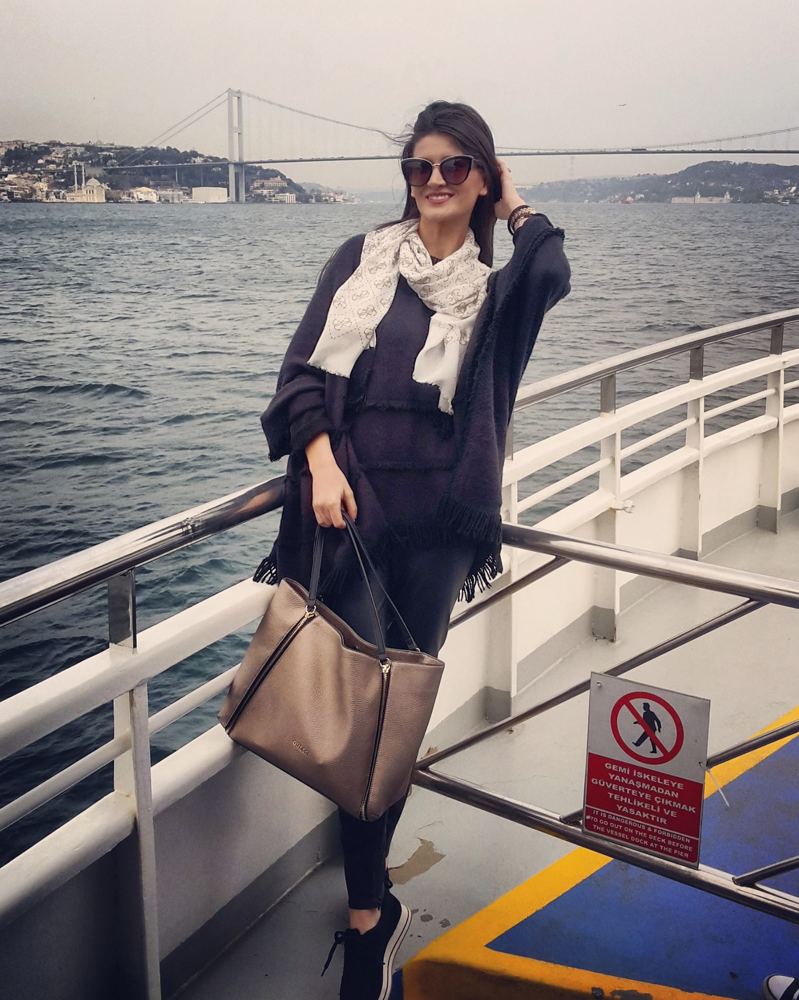 GUESS
GEMİ İSKELEYE
YANAŞMADAN
GÜVERTEYE ÇIKMAK
TEHLİKELİ VE
YASAKTIR
IT IS DANGEROUS & FORBIDDEN
TO GO OUT ON THE DECK BEFORE
THE VESSEL DOCK AT THE PIER